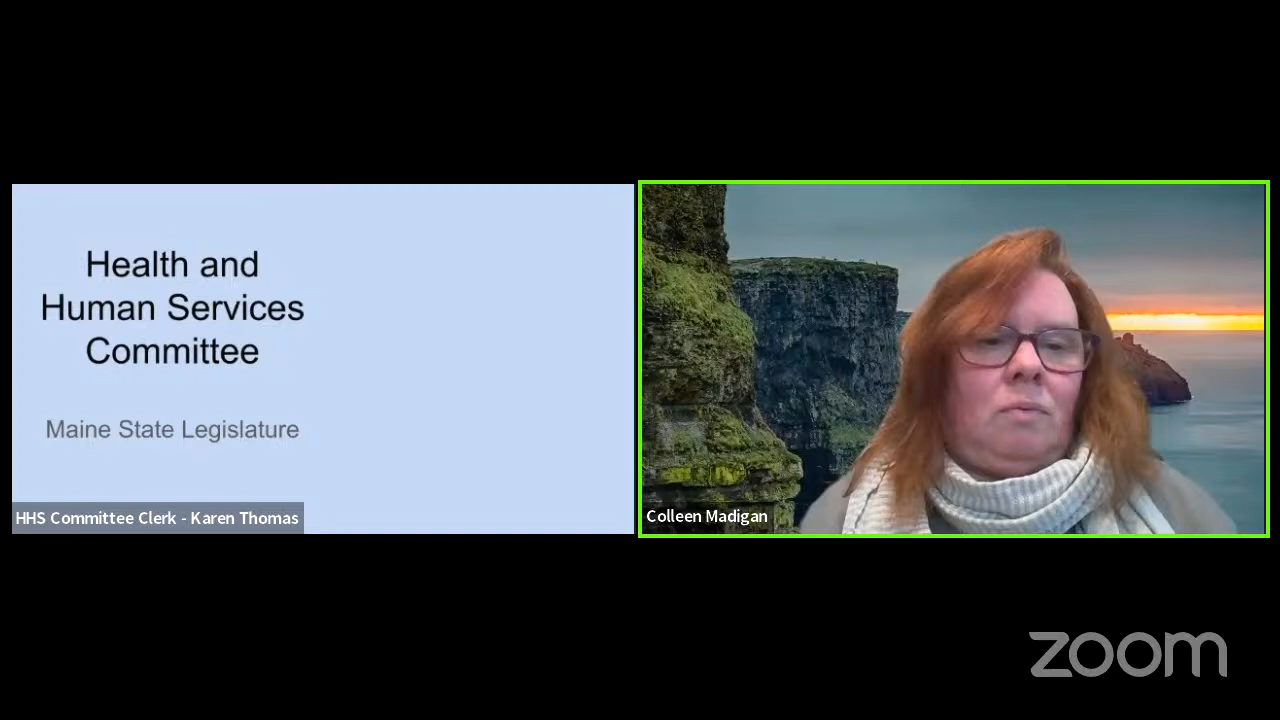 Health and
Human Services
Committee
Maine State Legislature
HHS Committee Clerk - Karen Thomas
Colleen Madigan
zoom